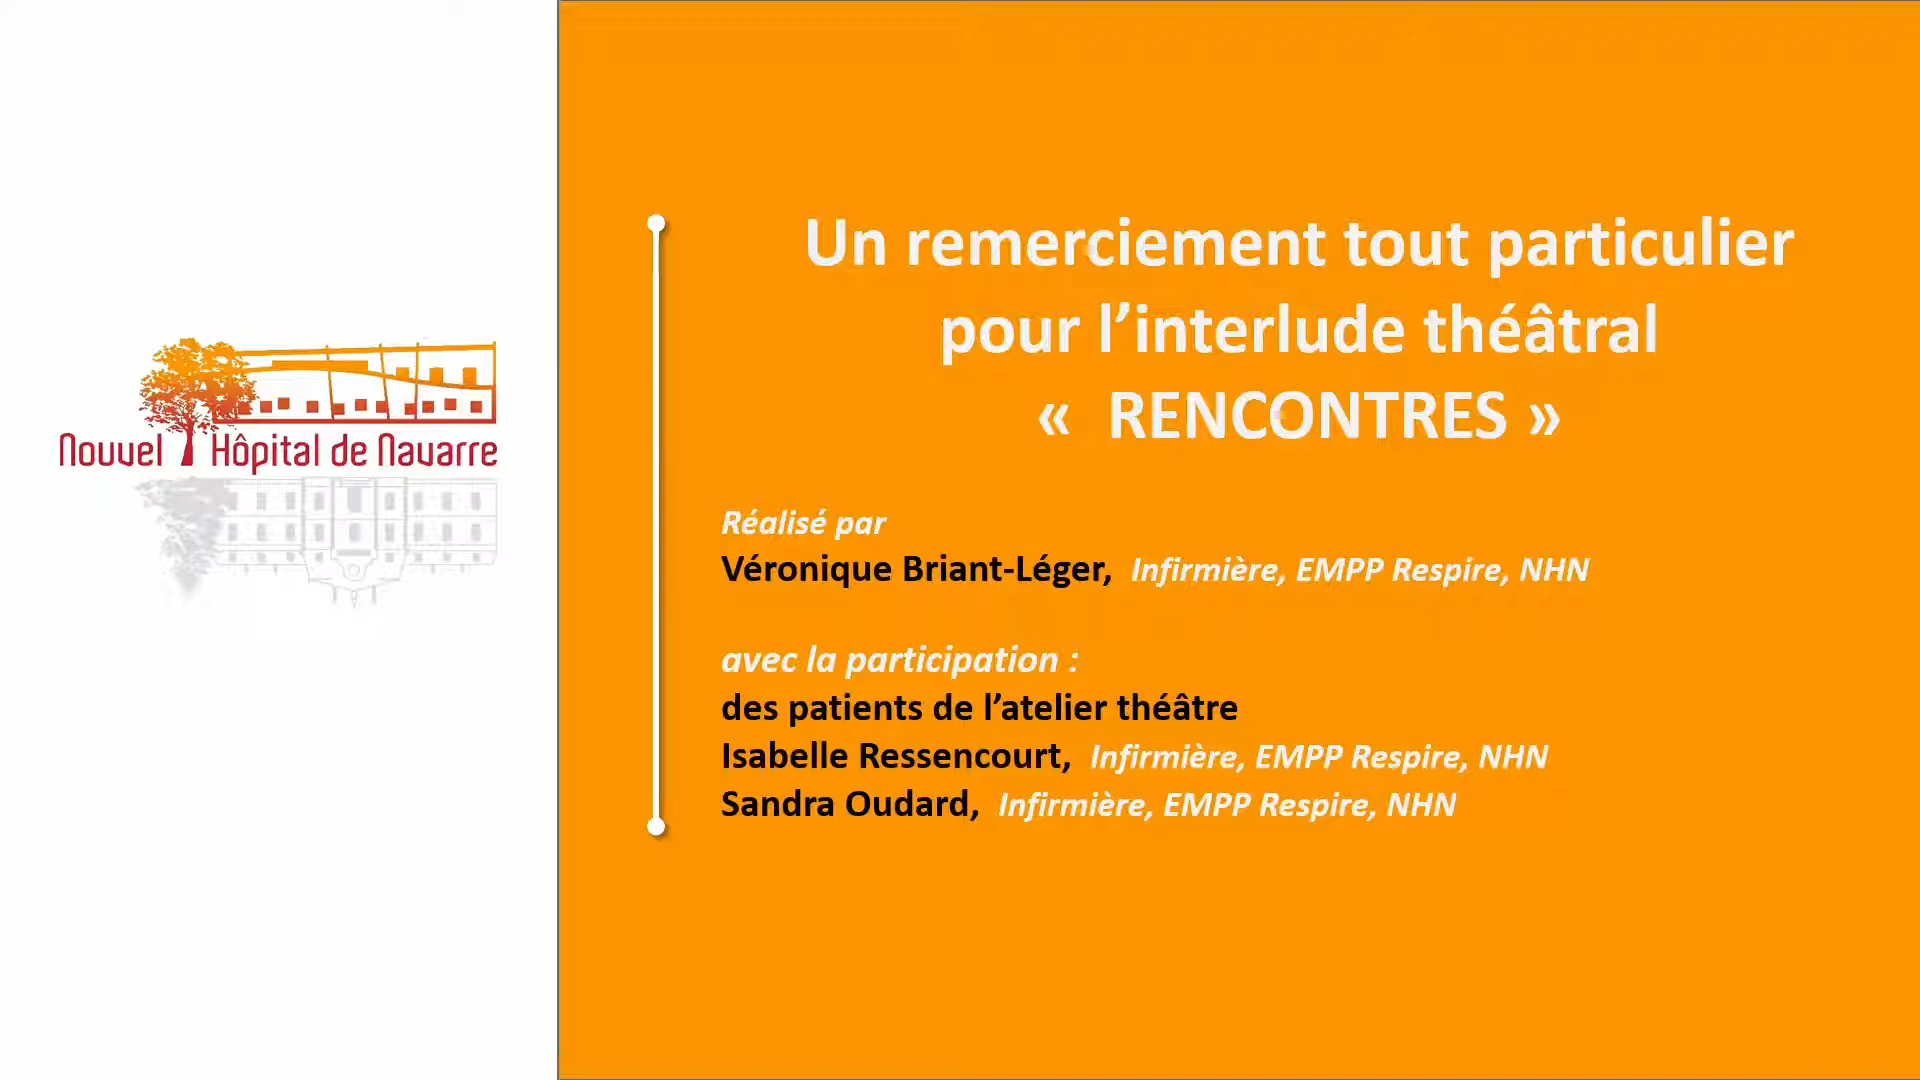 Nouvel Hôpital de Navarre
Un remerciement tout particulier
pour l’interlude théâtral
« RENCONTRES »
Réalisé par
Véronique Briant-Léger, Infirmière, EMPP Respire, NHN
avec la participation :
des patients de l’atelier théâtre
Isabelle Ressencourt, Infirmière, EMPP Respire, NHN
Sandra Oudard, Infirmière, EMPP Respire, NHN